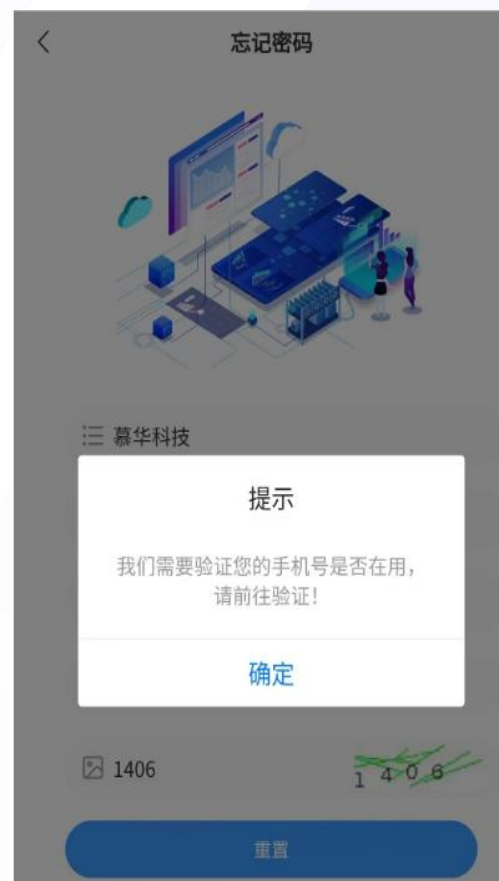 忘记密码
慕华科技
提示
我们需要验证您的手机号是否在用，
请前往验证！
确定
1406
1406
重置